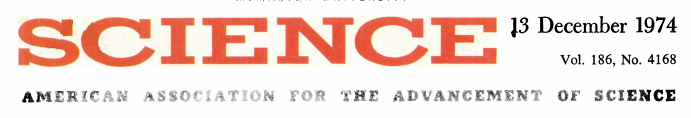 SCIENCE
13 December 1974
Vol. 186, No. 4168
AMERICAN ASSOCIATION FOR THE ADVANCEMENT OF SCIENCE